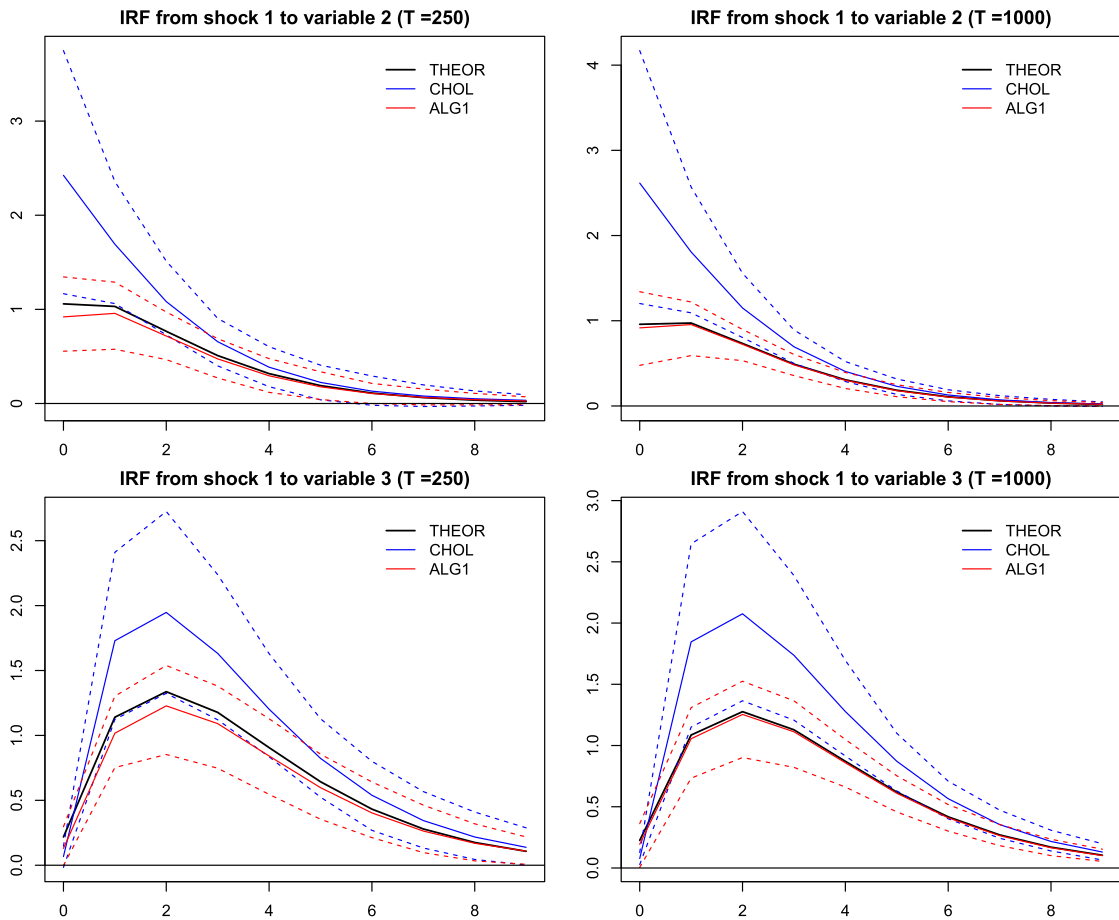 IRF from shock 1 to variable 2 (T =250)
THEOR
CHOL
ALG1
0
1
2
3
0
2
4
6
8
IRF from shock 1 to variable 2 (T =1000)
THEOR
CHOL
ALG1
0
1
2
3
4
0
2
4
6
8
IRF from shock 1 to variable 3 (T =250)
THEOR
CHOL
ALG1
0.0
0.5
1.0
1.5
2.0
2.5
0
2
4
6
8
IRF from shock 1 to variable 3 (T =1000)
THEOR
CHOL
ALG1
0.0
0.5
1.0
1.5
2.0
2.5
3.0
0
2
4
6
8